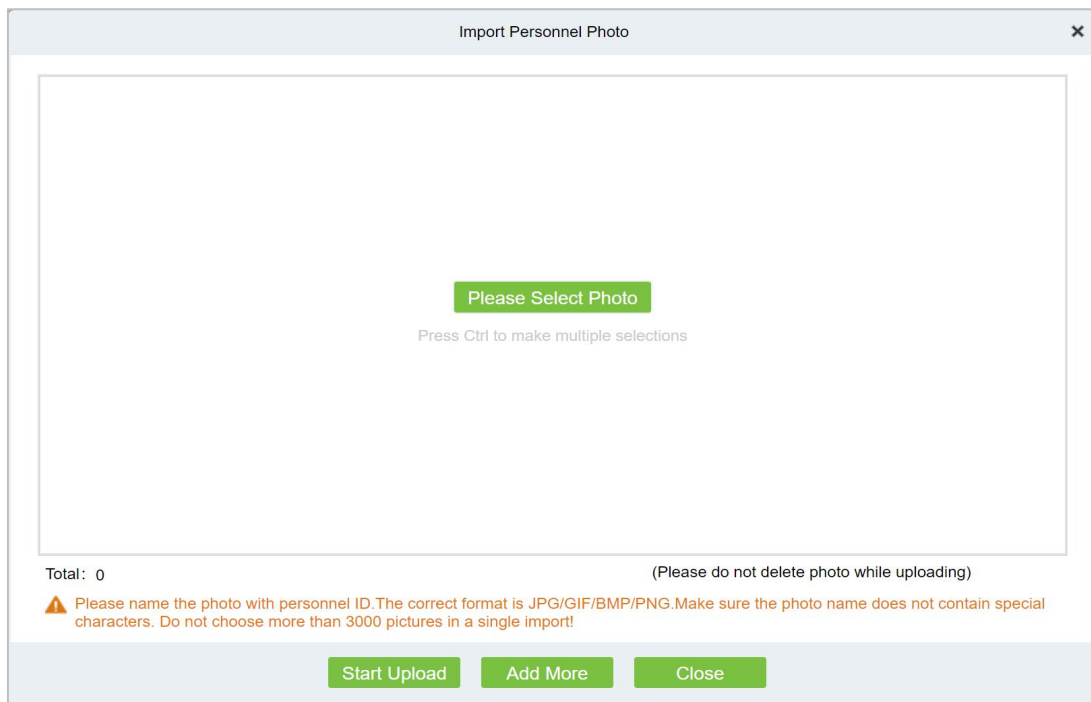 Import Personnel Photo
Please Select Photo
Press Ctrl to make multiple selections
Total: 0
(Please do not delete photo while uploading)
Please name the photo with personnel ID.The correct format is JPG/GIF/BMP/PNG.Make sure the photo name does not contain special
characters. Do not choose more than 3000 pictures in a single import!
Start Upload
Add More
Close